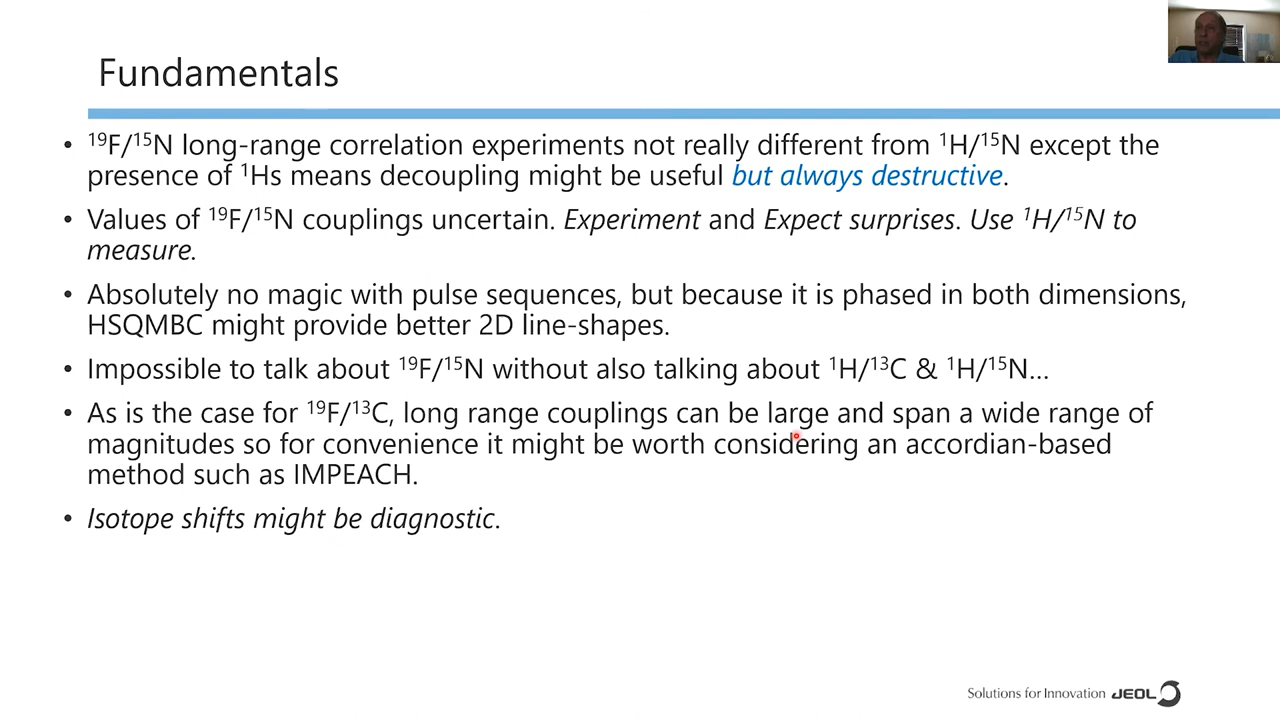 Fundamentals
• ¹⁹F/¹⁵N long-range correlation experiments not really different from ¹H/¹⁵N except the
presence of ¹Hs means decoupling might be useful but always destructive.
• Values of ¹⁹F/¹⁵N couplings uncertain. Experiment and Expect surprises. Use ¹H/¹⁵N to
measure.
• Absolutely no magic with pulse sequences, but because it is phased in both dimensions,
HSQMBC might provide better 2D line-shapes.
• Impossible to talk about ¹⁹F/¹⁵N without also talking about ¹H/¹³C & ¹H/¹⁵N...
• As is the case for ¹⁹F/¹³C, long range couplings can be large and span a wide range of
magnitudes so for convenience it might be worth considering an accordian-based
method such as IMPEACH.
• Isotope shifts might be diagnostic.
Solutions for Innovation JEOL